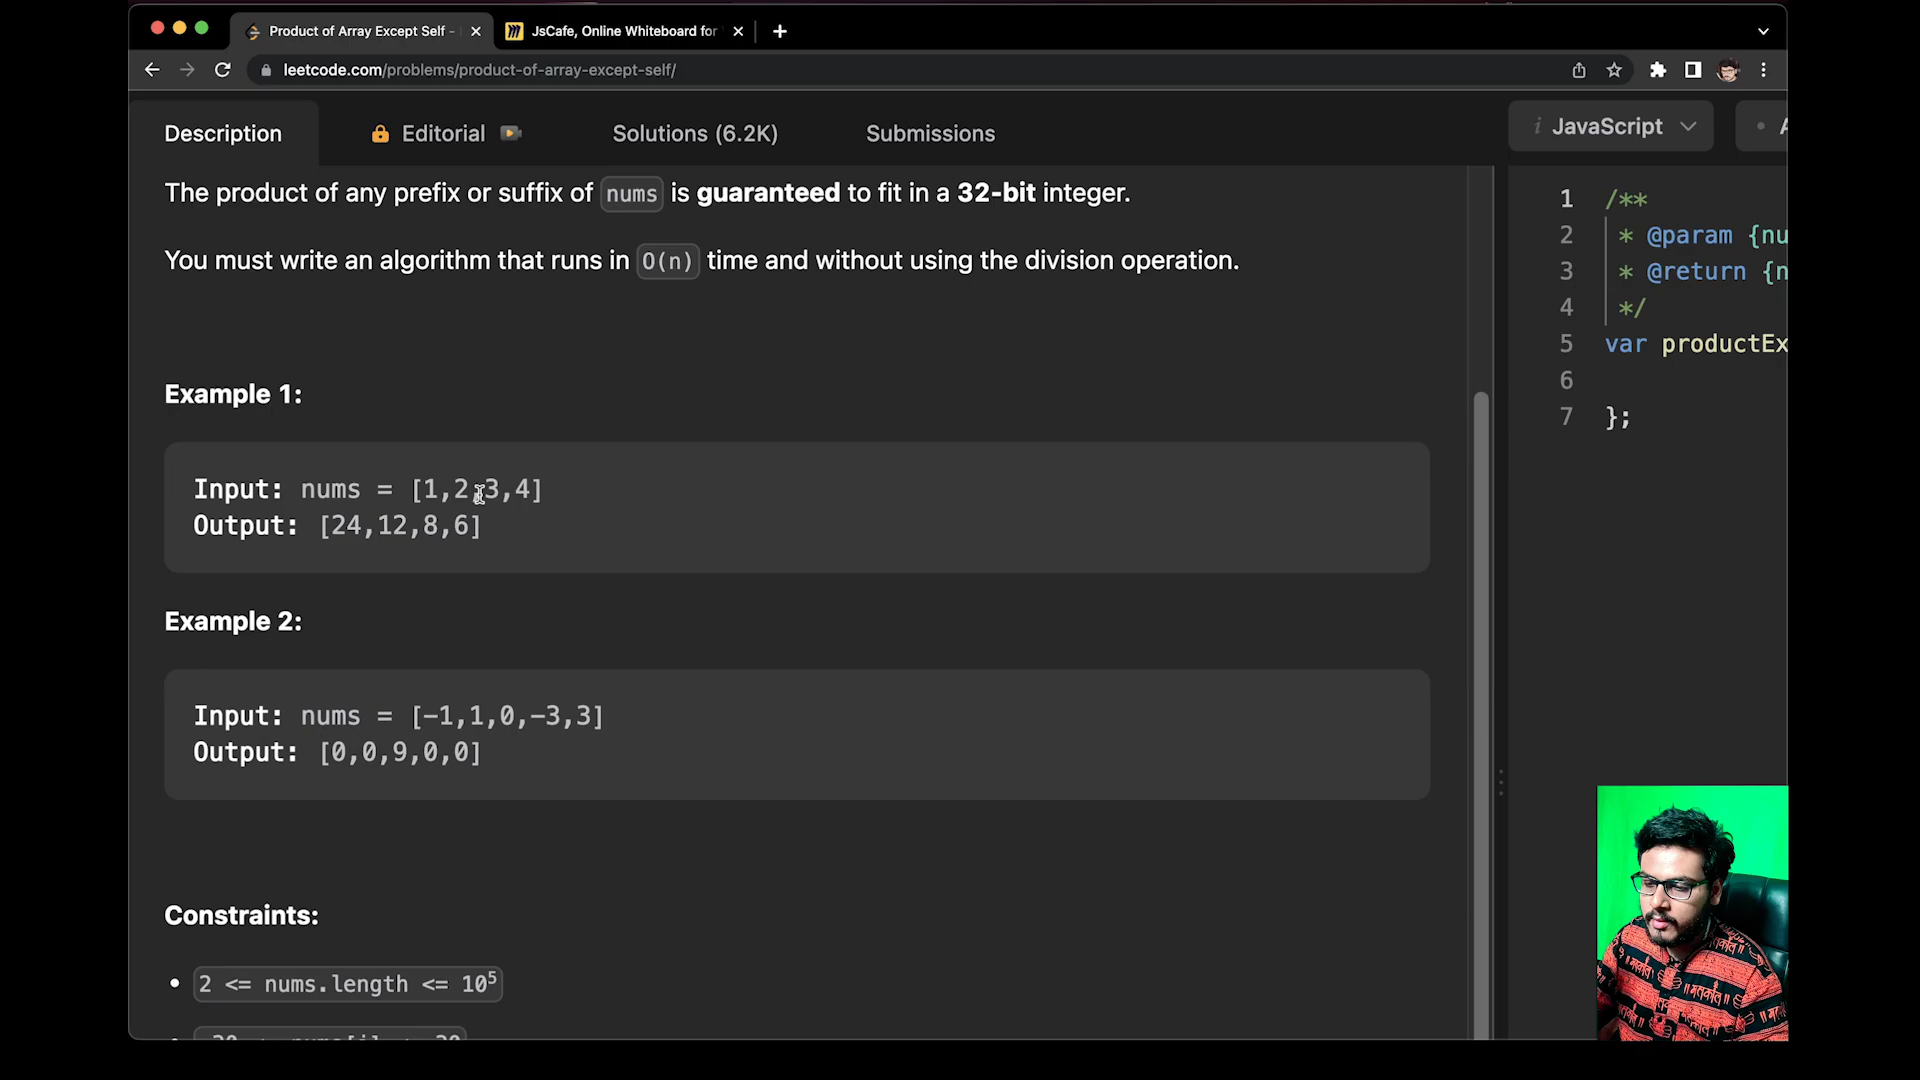 Product of Array Except Self -
JsCafe, Online Whiteboard for
leetcode.com/problems/product-of-array-except-self/
Description
Editorial
Solutions (6.2K)
Submissions
i JavaScript
The product of any prefix or suffix of nums is guaranteed to fit in a 32-bit integer.
You must write an algorithm that runs in O(n) time and without using the division operation.
Example 1:
Input: nums = [1,2,3,4]
Output: [24,12,8,6]
Example 2:
Input: nums = [-1,1,0,-3,3]
Output: [0,0,9,0,0]
Constraints:
2 <= nums.length <= 10⁵
1 /**
2 * @param {nu
3 * @return {n
4 */
5 var productEx
6
7 };